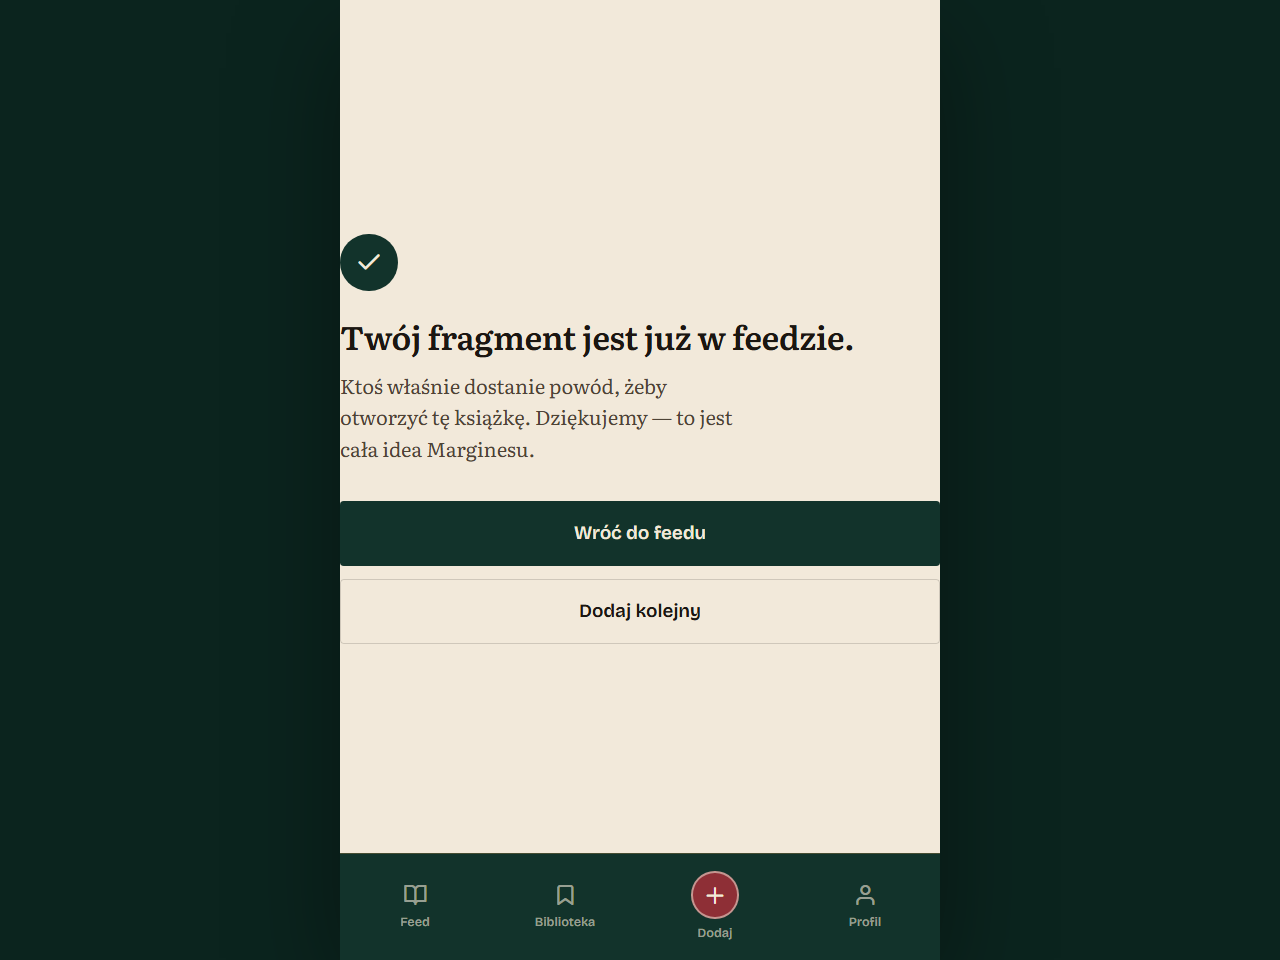 Twój fragment jest już w feedzie.
Ktoś właśnie dostanie powód, żeby
otworzyć tę książkę. Dziękujemy — to jest
cała idea Marginesu.
Wróć do feedu
Dodaj kolejny
Feed
Biblioteka
Dodaj
Profil